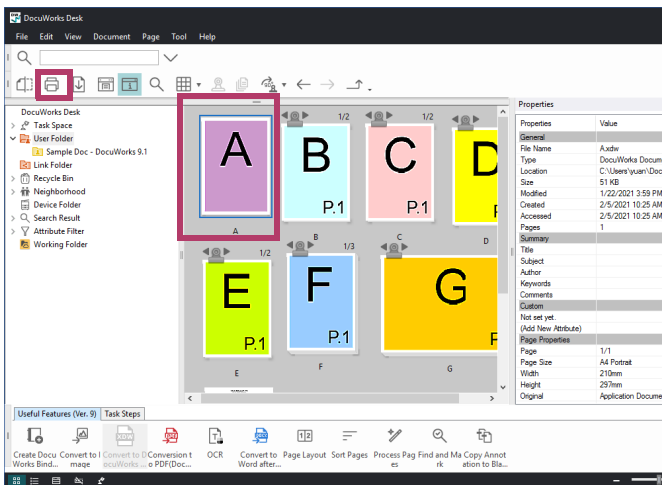 DocuWorks Desk
File Edit View Document Page Tool Help
DocuWorks Desk
Task Space
User Folder
Sample Doc - DocuWorks 9.1
Link Folder
Recycle Bin
Neighborhood
Device Folder
Search Result
Attribute Filter
Working Folder
A
A
1/2
B
P.1
B
1/2
C
P.1
C
D
D
1/2
E
P.1
E
1/3
F
P.1
F
G
G
Properties
Properties Value
General
File Name A.xdw
Type DocuWorks Docum
Location C:\Users\yuan\Doc
Size 51 KB
Modified 1/22/2021 3:59 PM
Created 2/5/2021 10:25 AM
Accessed 2/5/2021 10:25 AM
Pages 1
Summary
Title
Subject
Author
Keywords
Comments
Custom
Not set yet.
(Add New Attribute)
Page Properties
Page 1/1
Page Size A4 Portrait
Width 210mm
Height 297mm
Original Application Docume
Useful Features (Ver. 9) Task Steps
Create Docu
Works Bind...
Convert to I
mage
Convert to D
ocuWorks ...
Conversion t
o PDF(Doc...
OCR
Convert to
Word after...
Page Layout
Sort Pages
Process Pag
es
Find and Ma
rk
Copy Annot
ation to Bla...